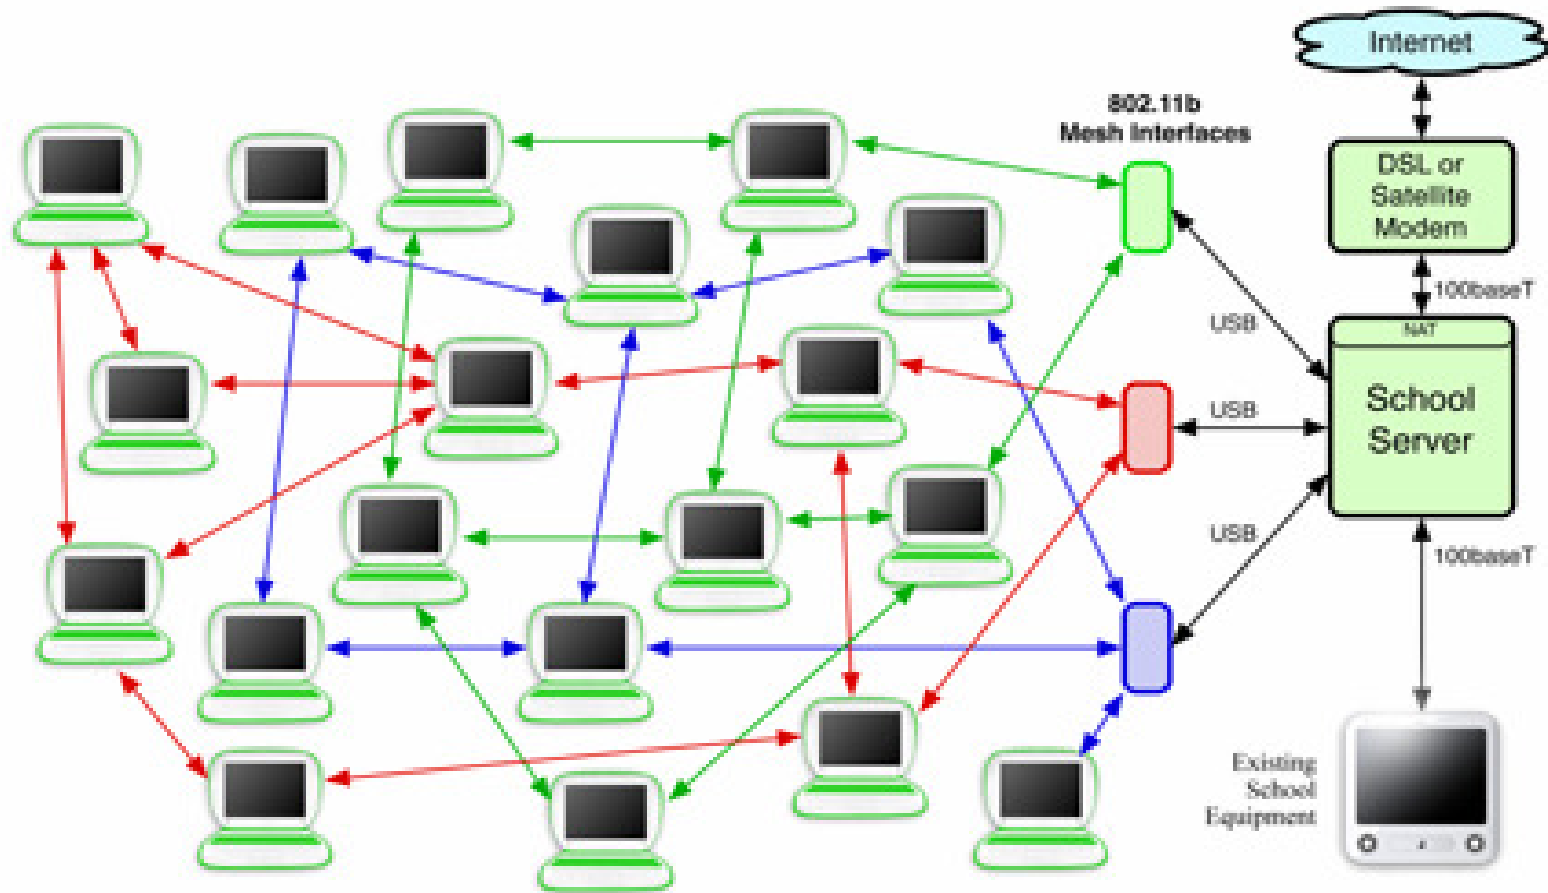 Internet
802.11b
Mesh Interfaces
DSL or
Satellite
Modem
100baseT
USB
NAT
School
Server
USB
USB
100baseT
Existing
School
Equipment